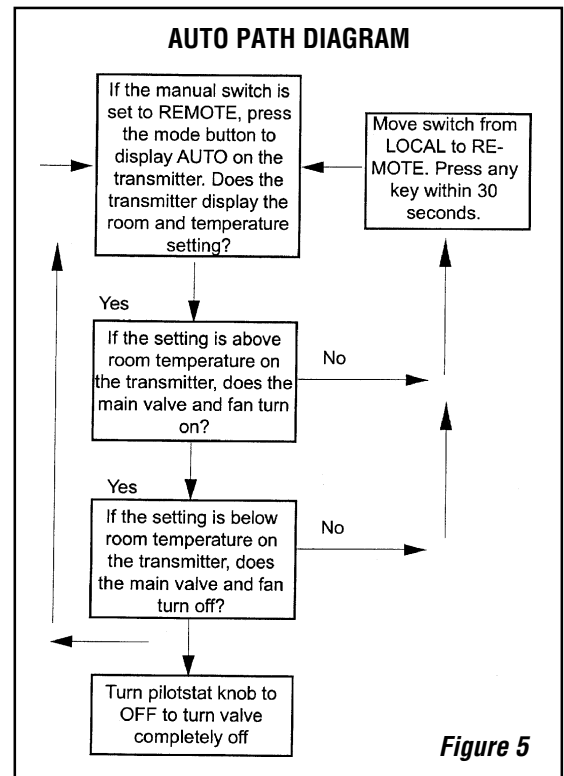 AUTO PATH DIAGRAM
If the manual switch is
set to REMOTE, press
the mode button to
display AUTO on the
transmitter. Does the
transmitter display the
room and temperature
setting?
Move switch from
LOCAL to RE-
MOTE. Press any
key within 30
seconds.
Yes
If the setting is above
room temperature on
the transmitter, does the
main valve and fan turn
on?
No
Yes
If the setting is below
room temperature on
the transmitter, does
the main valve and fan
turn off?
No
Turn pilotstat knob to
OFF to turn valve
completely off
Figure 5